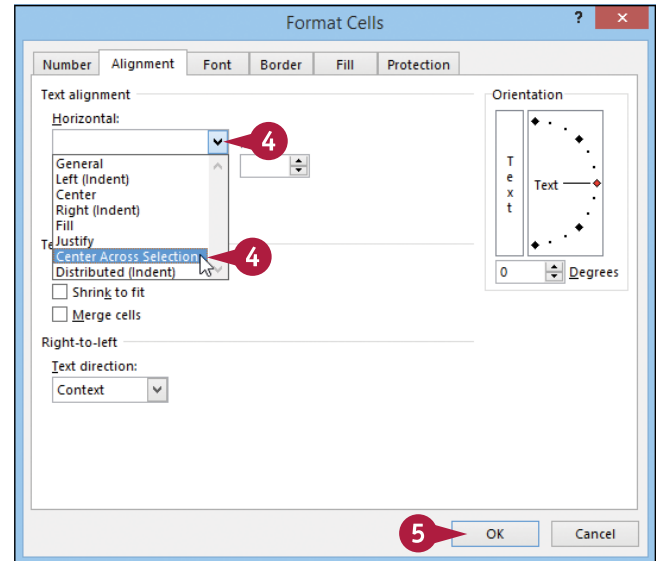 Format Cells
?
×
Number Alignment Font Border Fill Protection
Text alignment
Horizontal:
4
General
Left (Indent)
Center
Right (Indent)
Fill
Justify
Te
Center Across Selection
4
Distributed (Indent)
Shrink to fit
Merge cells
Right-to-left
Text direction:
Context
Orientation
T
e
x
t
Text
0 Degrees
5
OK Cancel